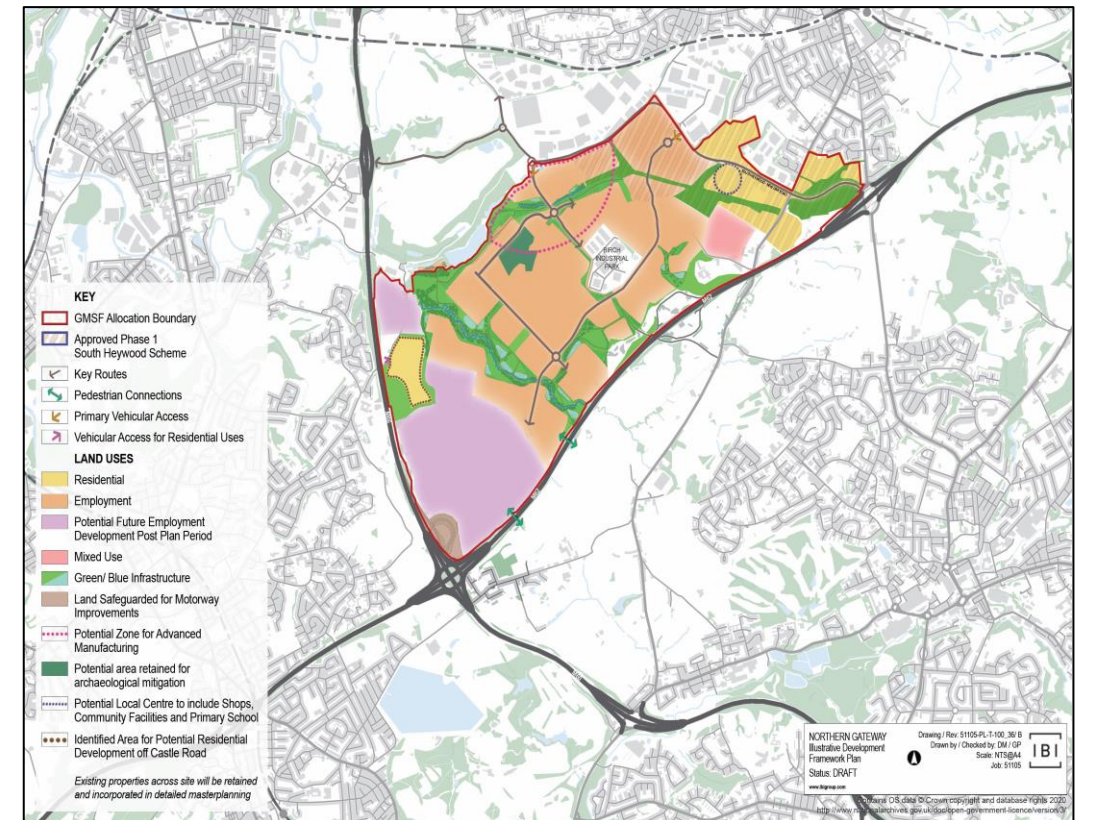 BIRCH
INDUSTRIAL
PARK
M62
KEY
GMSF Allocation Boundary
Approved Phase 1
South Heywood Scheme
Key Routes
Pedestrian Connections
Primary Vehicular Access
Vehicular Access for Residential Uses
LAND USES
Residential
Employment
Potential Future Employment
Development Post Plan Period
Mixed Use
Green/ Blue Infrastructure
Land Safeguarded for Motorway
Improvements
Potential Zone for Advanced
Manufacturing
Potential area retained for
archaeological mitigation
Potential Local Centre to include Shops,
Community Facilities and Primary School
Identified Area for Potential Residential
Development off Castle Road
Existing properties across site will be retained
and incorporated in detailed masterplanning
NORTHERN GATEWAY
Illustrative Development
Framework Plan
Status: DRAFT
www.ibigroup.com
Drawing / Rev: 51105-PL-T-100_36/ B
Drawn by / Checked by: DM / GP
Scale: NTS@A4
Job: 51105
IBI
Contains OS data © Crown copyright and database rights 2020